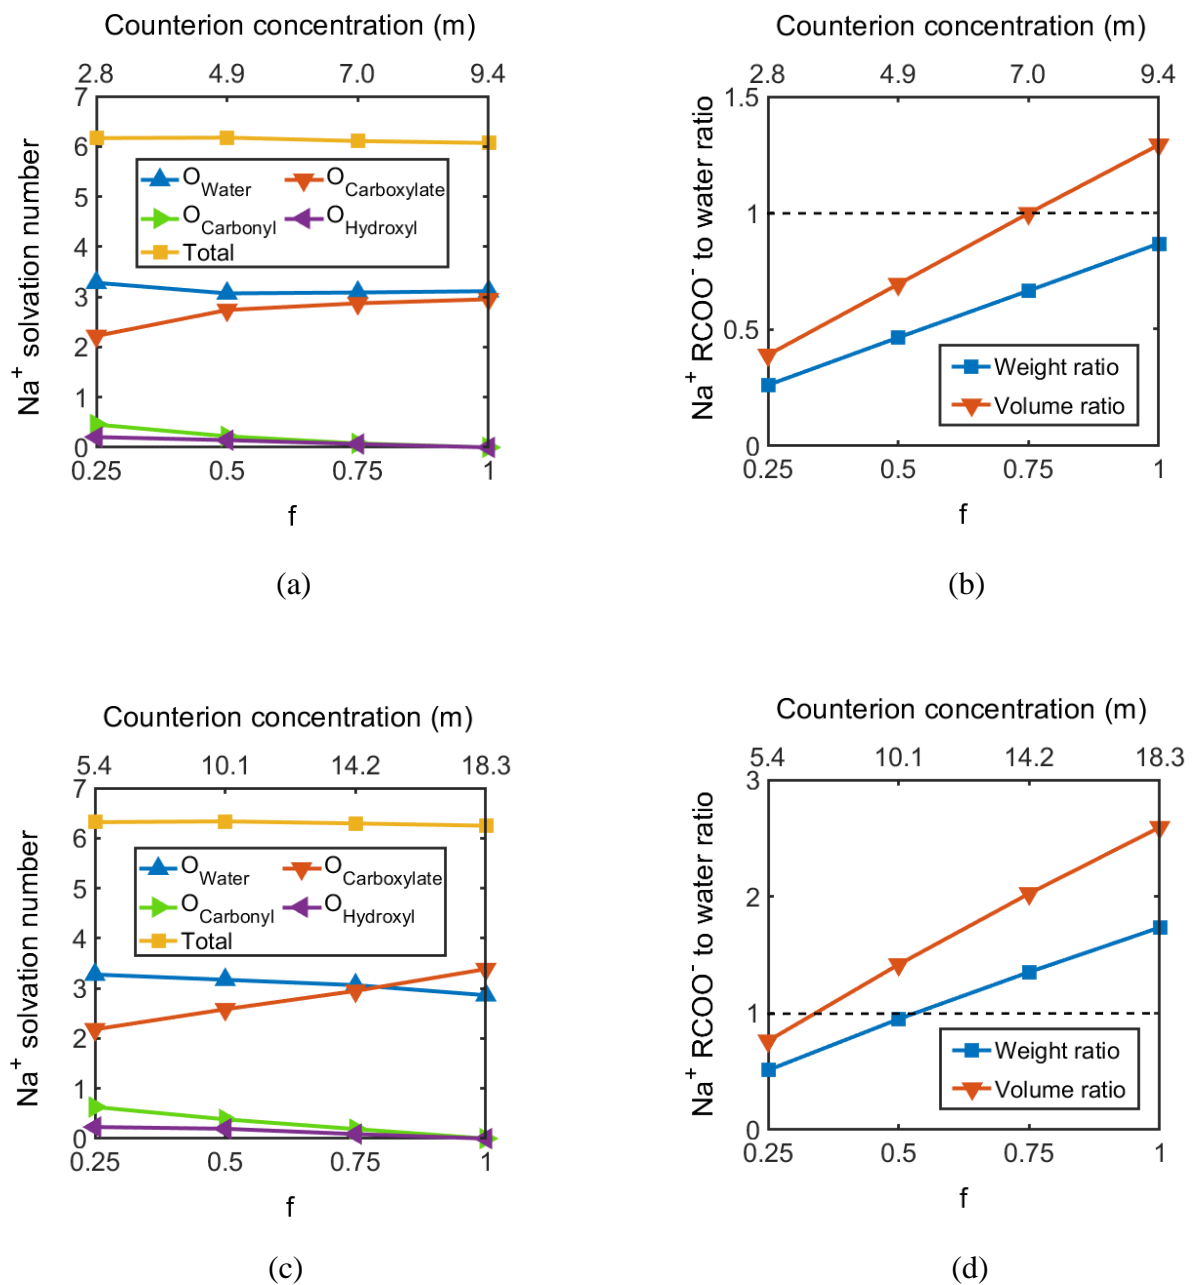 Counterion concentration (m)
2.8 4.9 7.0 9.4
7
6
5
4
3
2
1
0
Na+ solvation number
OWater OCarboxylate
OCarbonyl OHydroxyl
Total
0.25 0.5 0.75 1
f
(a)
Counterion concentration (m)
2.8 4.9 7.0 9.4
1.5
1
0.5
0
Na+ RCOO- to water ratio
Weight ratio
Volume ratio
0.25 0.5 0.75 1
f
(b)
Counterion concentration (m)
5.4 10.1 14.2 18.3
7
6
5
4
3
2
1
0
Na+ solvation number
OWater OCarboxylate
OCarbonyl OHydroxyl
Total
0.25 0.5 0.75 1
f
(c)
Counterion concentration (m)
5.4 10.1 14.2 18.3
3
2
1
0
Na+ RCOO- to water ratio
Weight ratio
Volume ratio
0.25 0.5 0.75 1
f
(d)